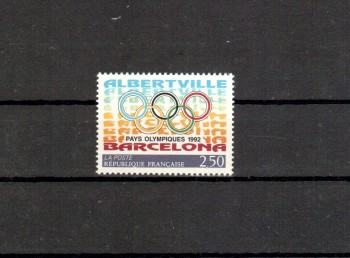 ALBERTVILLE
PAYS OLYMPIQUES 1992
BARCELONA
LA POSTE
RÉPUBLIQUE FRANÇAISE
2,50